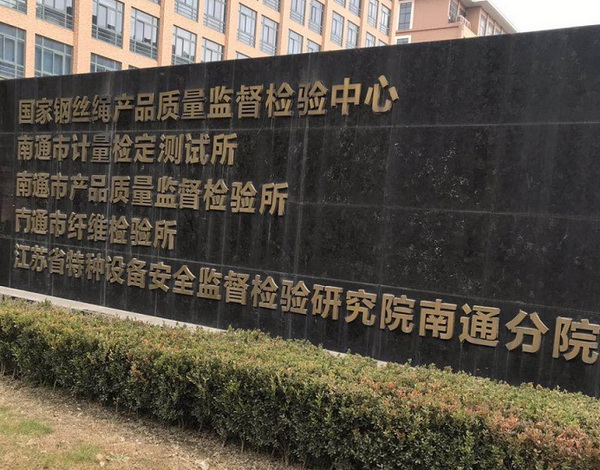 国家钢丝绳产品质量监督检验中心
南通市计量检定测试所
南通市产品质量监督检验所
通市纤维检验所
江苏省特种设备安全监督检验研究院南通分院